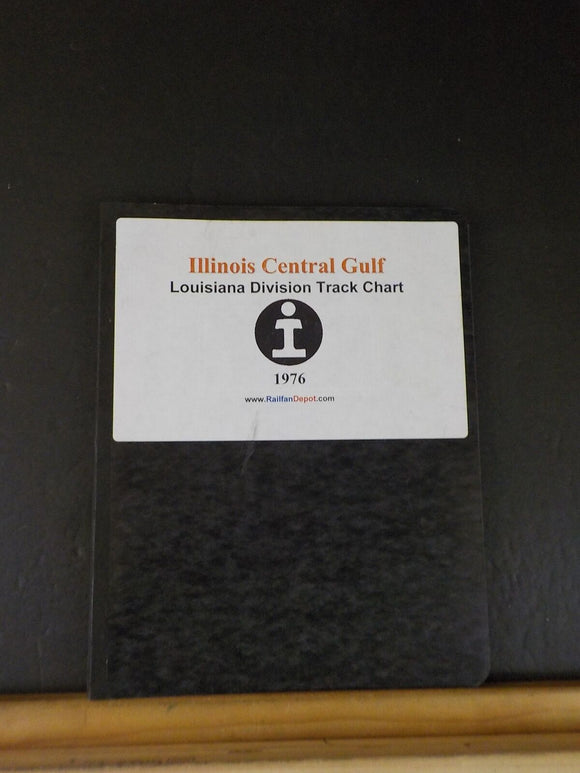 Illinois Central Gulf
Louisiana Division Track Chart
1976
www.RailfanDepot.com